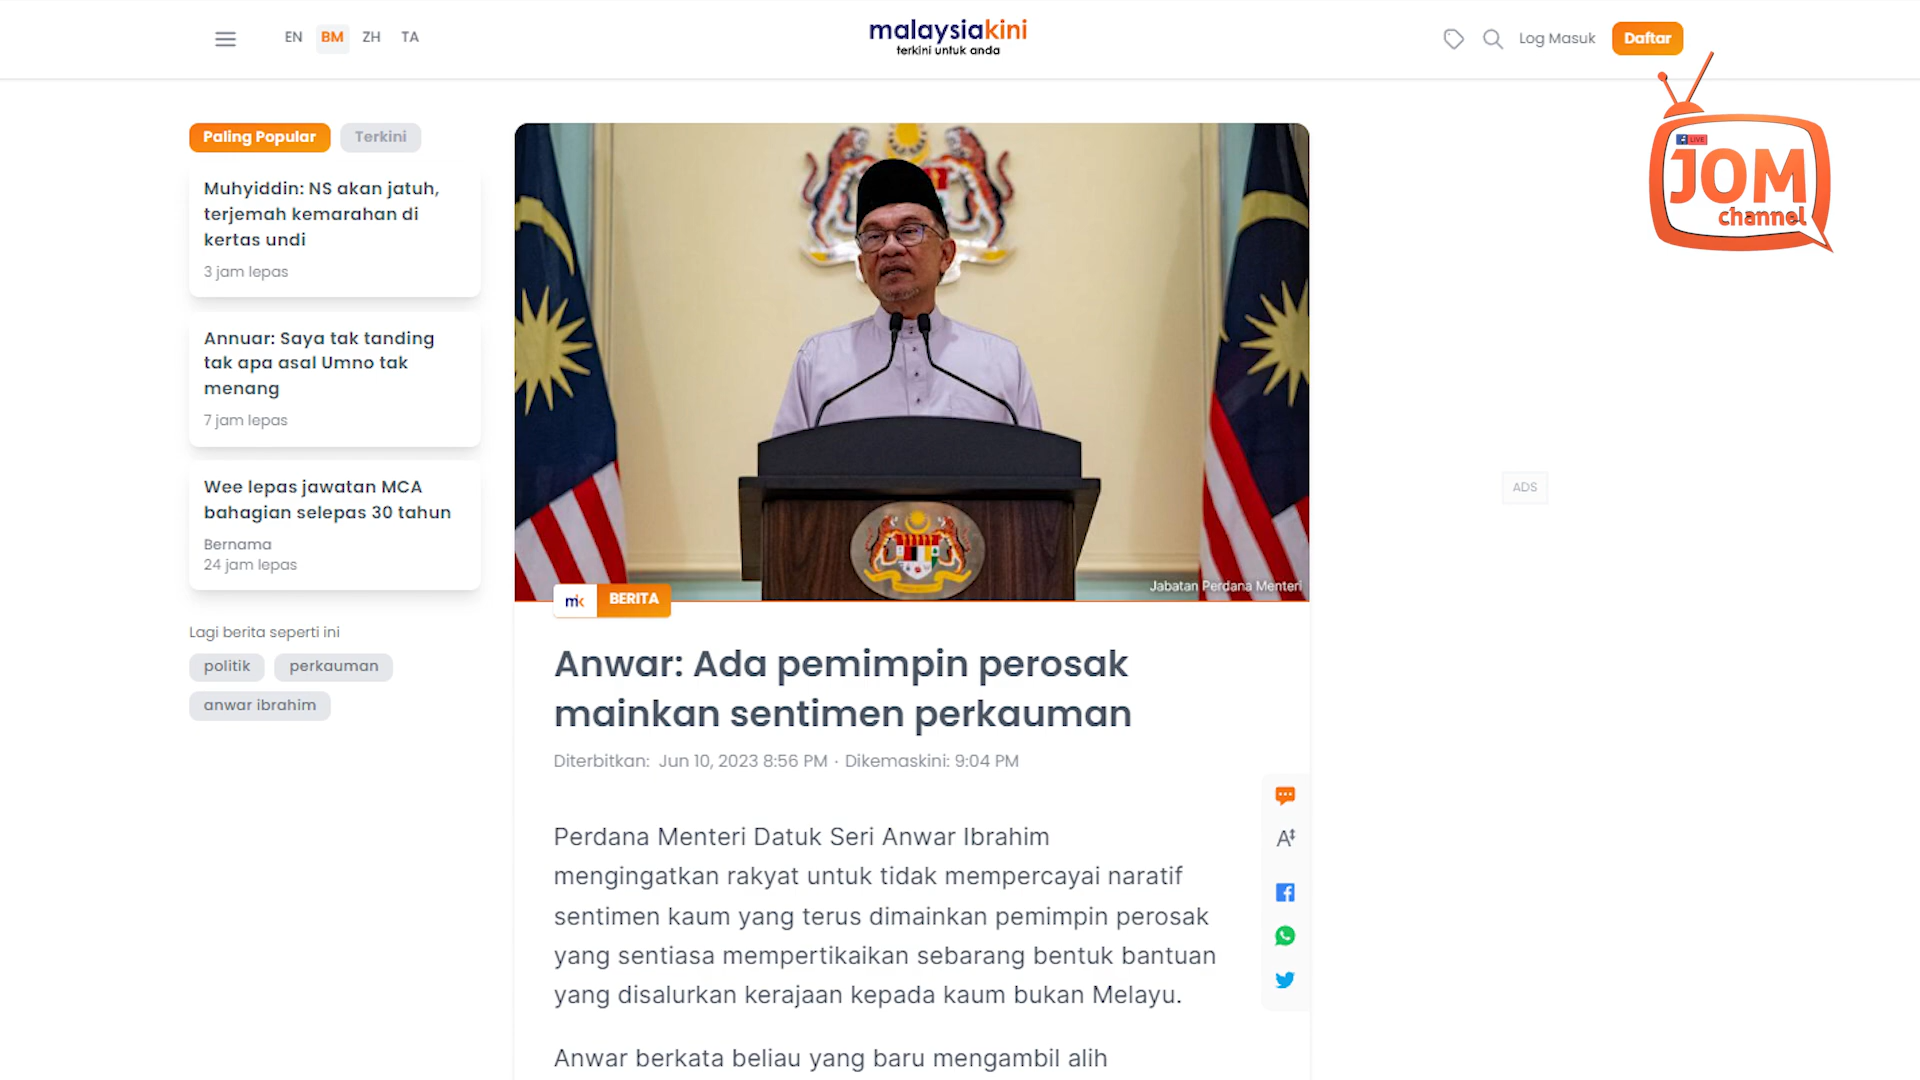 EN BM ZH TA
malaysiakini
terkini untuk anda
Log Masuk
Daftar
LIVE
JOM
channel
Paling Popular
Terkini
Muhyiddin: NS akan jatuh,
terjemah kemarahan di
kertas undi
3 jam lepas
Annuar: Saya tak tanding
tak apa asal Umno tak
menang
7 jam lepas
Wee lepas jawatan MCA
bahagian selepas 30 tahun
Bernama
24 jam lepas
Lagi berita seperti ini
politik
perkauman
anwar ibrahim
Jabatan Perdana Menteri
mk BERITA
Anwar: Ada pemimpin perosak
mainkan sentimen perkauman
Diterbitkan: Jun 10, 2023 8:56 PM · Dikemaskini: 9:04 PM
Perdana Menteri Datuk Seri Anwar Ibrahim
mengingatkan rakyat untuk tidak mempercayai naratif
sentimen kaum yang terus dimainkan pemimpin perosak
yang sentiasa mempertikaikan sebarang bentuk bantuan
yang disalurkan kerajaan kepada kaum bukan Melayu.
Anwar berkata beliau yang baru mengambil alih
ADS